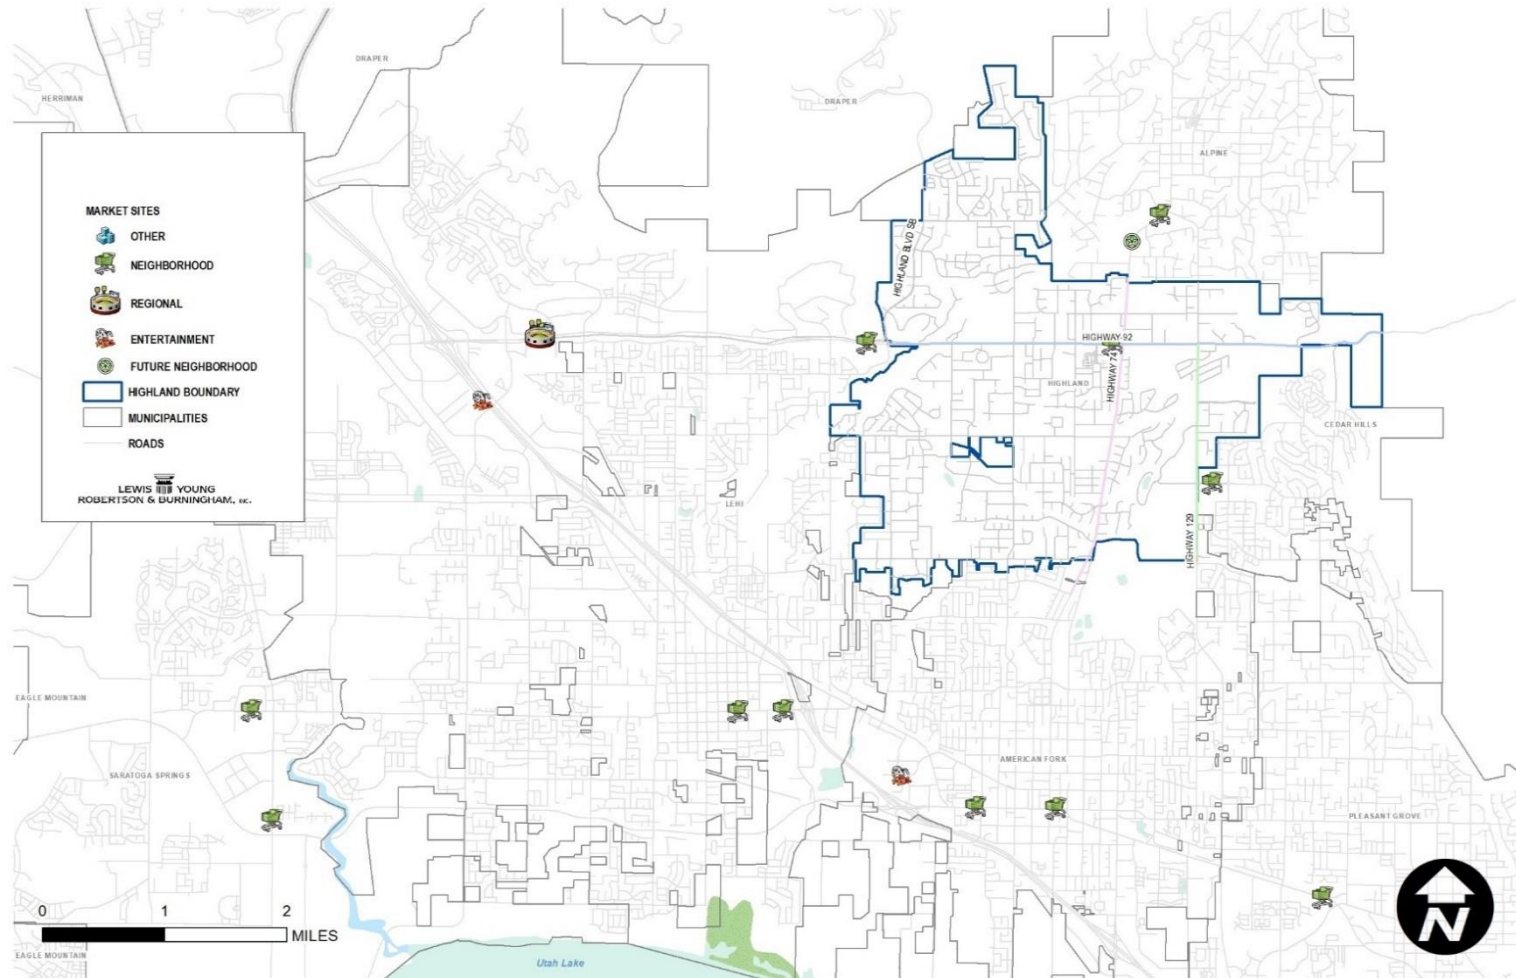 DRAPER
HERRIMAN
DRAPER
ALPINE
MARKET SITES
OTHER
NEIGHBORHOOD
REGIONAL
ENTERTAINMENT
FUTURE NEIGHBORHOOD
HIGHLAND BOUNDARY
MUNICIPALITIES
ROADS
LEWIS YOUNG
ROBERTSON & BURNINGHAM, INC.
HIGHLAND BLVD SB
HIGHWAY 92
HIGHWAY 74
HIGHLAND
CEDAR HILLS
LEHI
HIGHWAY 129
EAGLE MOUNTAIN
SARATOGA SPRINGS
AMERICAN FORK
PLEASANT GROVE
0 1 2
MILES
EAGLE MOUNTAIN
Utah Lake
N